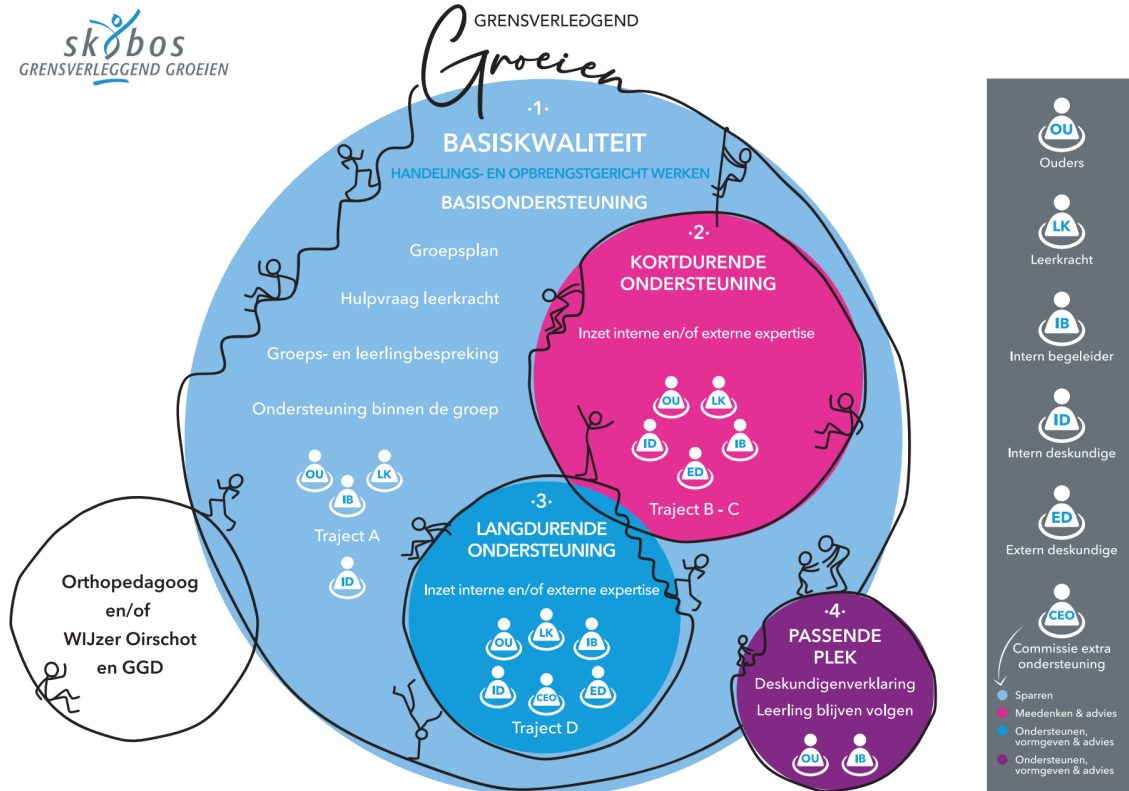 skobos
GRENSVERLEGGEND GROEIEN
GRENSVERLEGGEND
Groeien
·1·
BASISKWALITEIT
HANDELINGS- EN OPBRENGSTGERICHT WERKEN
BASISONDERSTEUNING
Groepsplan
Hulpvraag leerkracht
Groeps- en leerlingbespreking
Ondersteuning binnen de groep
OU
LK
IB
Traject A
ID
·2·
KORTDURENDE
ONDERSTEUNING
Inzet interne en/of externe expertise
OU
LK
ID
IB
ED
Traject B - C
·3·
LANGDURENDE
ONDERSTEUNING
Inzet interne en/of externe expertise
OU
LK
IB
ID
CEO
ED
Traject D
·4·
PASSENDE
PLEK
Deskundigenverklaring
Leerling blijven volgen
OU
IB
Orthopedagoog
en/of
WIJzer Oirschot
en GGD
OU
Ouders
LK
Leerkracht
IB
Intern begeleider
ID
Intern deskundige
ED
Extern deskundige
CEO
Commissie extra
ondersteuning
Sparren
Meedenken & advies
Ondersteunen,
vormgeven & advies
Ondersteunen,
vormgeven & advies